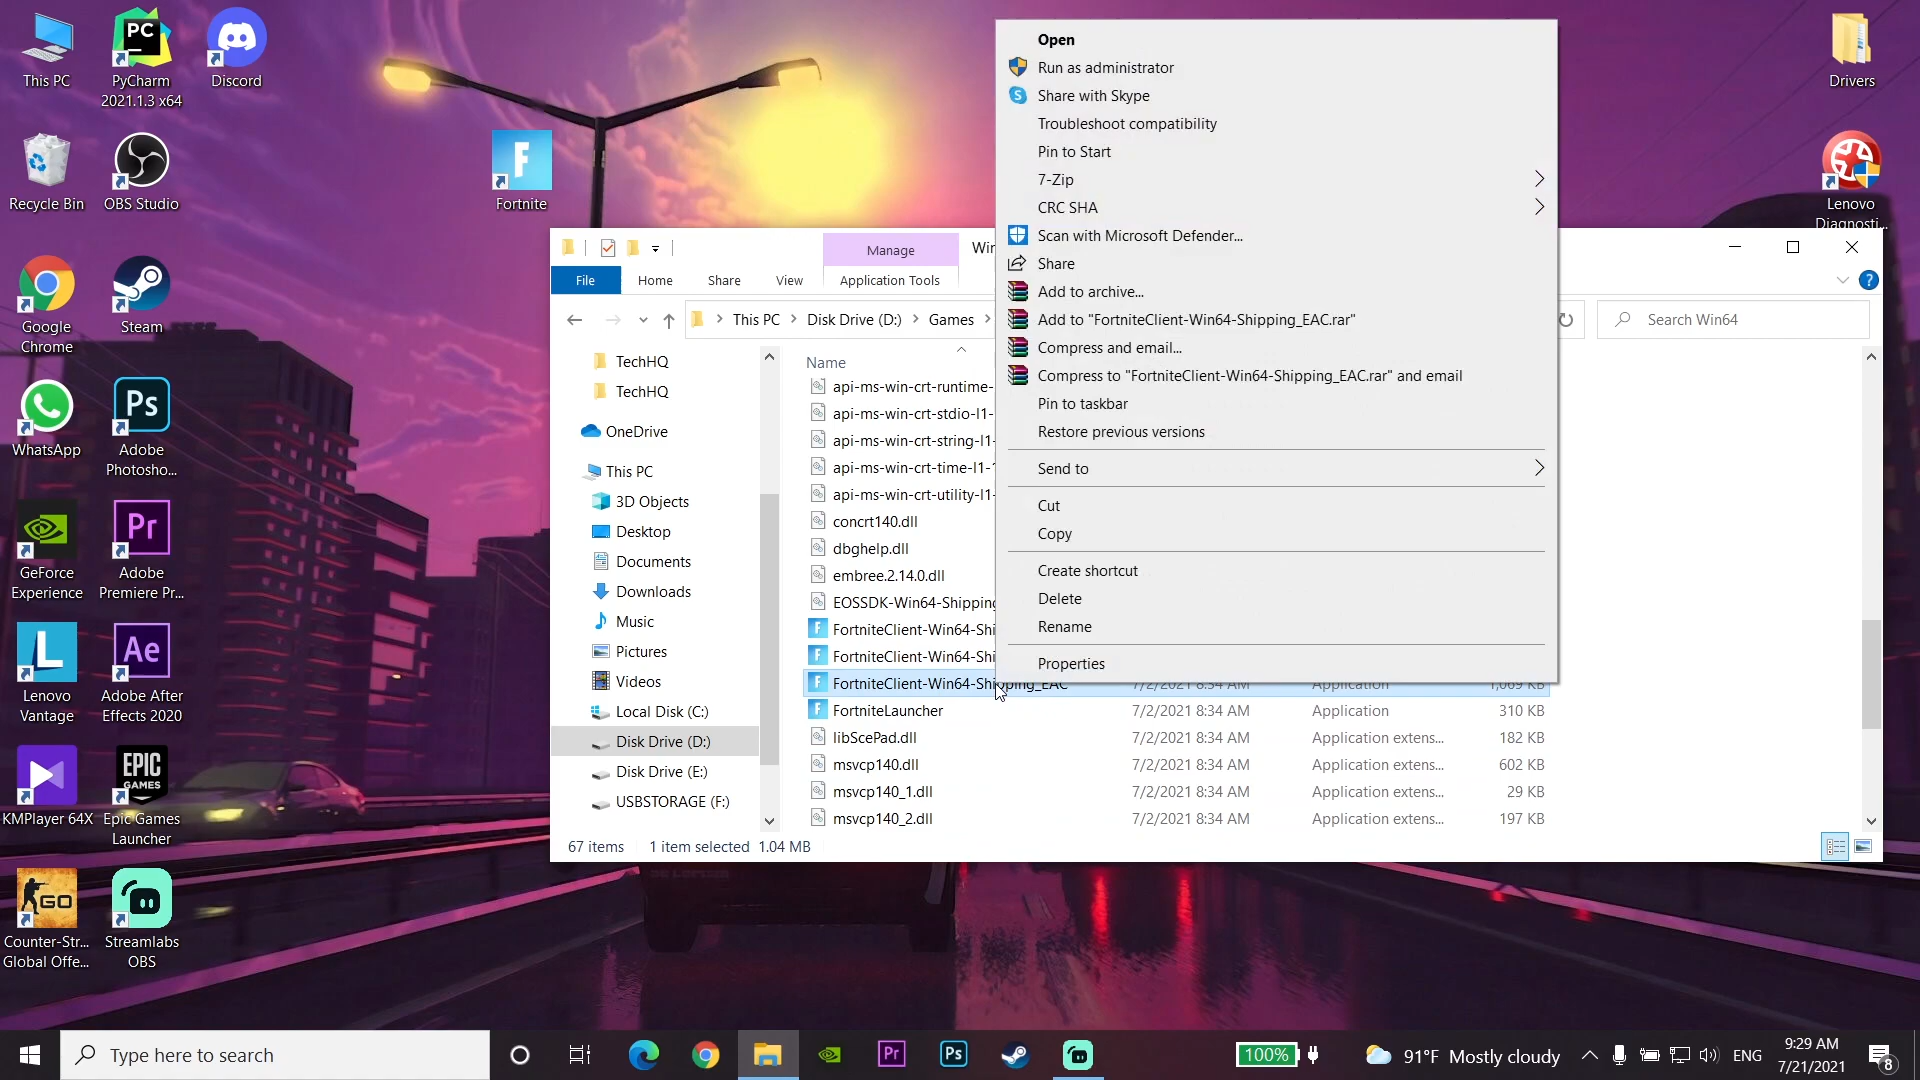 This PC
PyCharm
2021.1.3 x64
Discord
Recycle Bin
OBS Studio
Fortnite
Google
Chrome
Steam
WhatsApp
Adobe
Photosho...
GeForce
Experience
Adobe
Premiere Pr...
Lenovo
Vantage
Adobe After
Effects 2020
KMPlayer 64X
Epic Games
Launcher
Counter-Str...
Global Offe...
Streamlabs
OBS
Drivers
Lenovo
Diagnosti...
PC
F
Ps
Pr
L
Ae
EPIC
GAMES
GO
Manage
Win
File
Home
Share
View
Application Tools
This PC
Disk Drive (D:)
Games
Search Win64
TechHQ
TechHQ
OneDrive
This PC
3D Objects
Desktop
Documents
Downloads
Music
Pictures
Videos
Local Disk (C:)
Disk Drive (D:)
Disk Drive (E:)
USBSTORAGE (F:)
Name
api-ms-win-crt-runtime-
api-ms-win-crt-stdio-l1-
api-ms-win-crt-string-l1-
api-ms-win-crt-time-l1-
api-ms-win-crt-utility-l1-
concrt140.dll
dbghelp.dll
embree.2.14.0.dll
EOSSDK-Win64-Shipping
FortniteClient-Win64-Shi
FortniteClient-Win64-Shi
FortniteClient-Win64-Shipping_EAC 7/2/2021 8:34 AM Application 1,069 KB
FortniteLauncher 7/2/2021 8:34 AM Application 310 KB
libScePad.dll 7/2/2021 8:34 AM Application extens... 182 KB
msvcp140.dll 7/2/2021 8:34 AM Application extens... 602 KB
msvcp140_1.dll 7/2/2021 8:34 AM Application extens... 29 KB
msvcp140_2.dll 7/2/2021 8:34 AM Application extens... 197 KB
67 items 1 item selected 1.04 MB
Open
Run as administrator
Share with Skype
Troubleshoot compatibility
Pin to Start
7-Zip
CRC SHA
Scan with Microsoft Defender...
Share
Add to archive...
Add to "FortniteClient-Win64-Shipping_EAC.rar"
Compress and email...
Compress to "FortniteClient-Win64-Shipping_EAC.rar" and email
Pin to taskbar
Restore previous versions
Send to
Cut
Copy
Create shortcut
Delete
Rename
Properties
Type here to search
Pr
Ps
100%
91°F Mostly cloudy
ENG
9:29 AM
7/21/2021
8